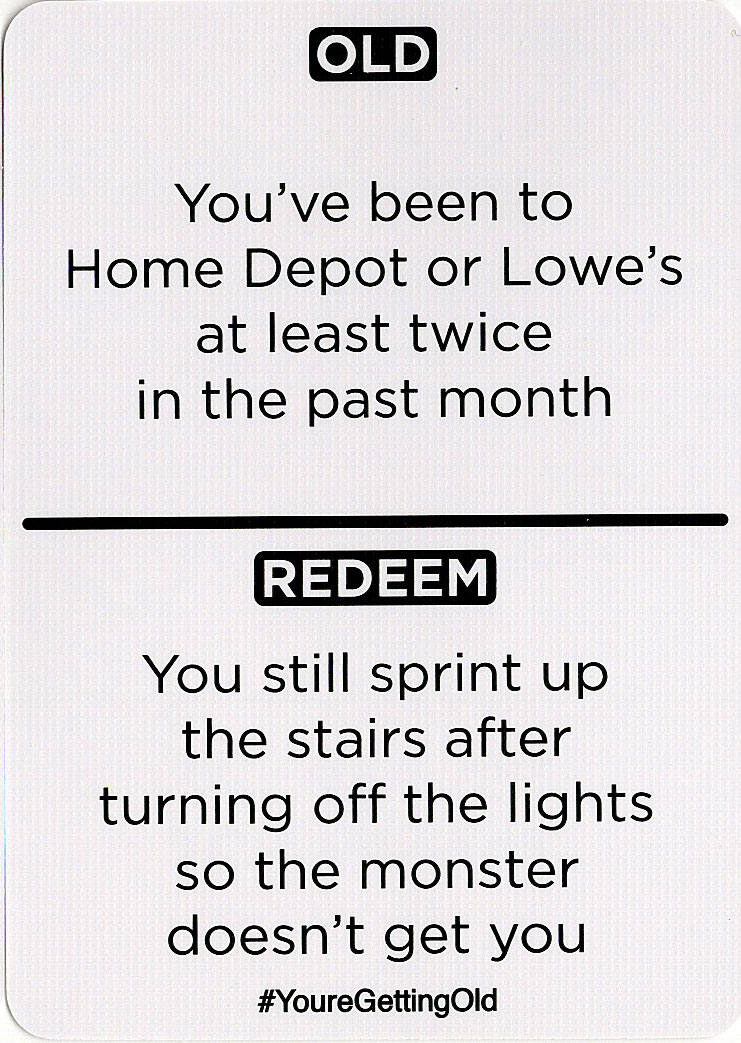 OLD
You’ve been to
Home Depot or Lowe’s
at least twice
in the past month
REDEEM
You still sprint up
the stairs after
turning off the lights
so the monster
doesn’t get you
#YoureGettingOld